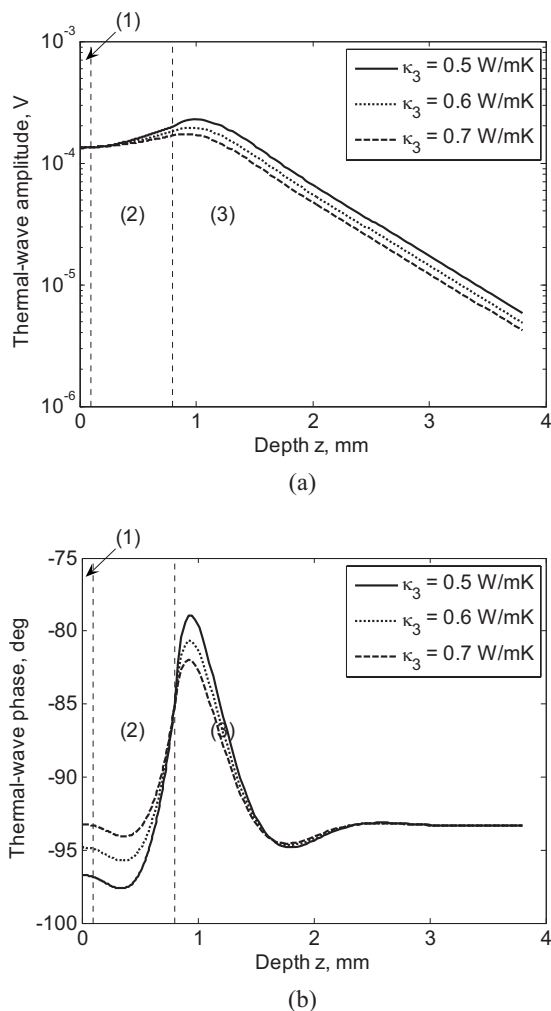 (1)
10⁻³
κ₃ = 0.5 W/mK
κ₃ = 0.6 W/mK
κ₃ = 0.7 W/mK
10⁻⁴
(2)
(3)
10⁻⁵
10⁻⁶
Thermal-wave amplitude, V
0 1 2 3 4
Depth z, mm
(a)
(1)
-75
κ₃ = 0.5 W/mK
κ₃ = 0.6 W/mK
κ₃ = 0.7 W/mK
-80
-85
(2)
-90
-95
-100
Thermal-wave phase, deg
0 1 2 3 4
Depth z, mm
(b)